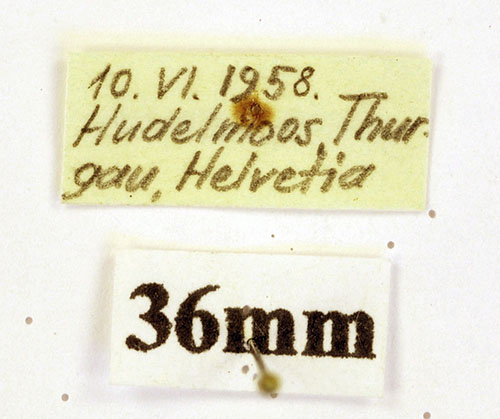 10. VI. 1958.
Hudelmoos, Thur-
gau, Helvetia
36mm